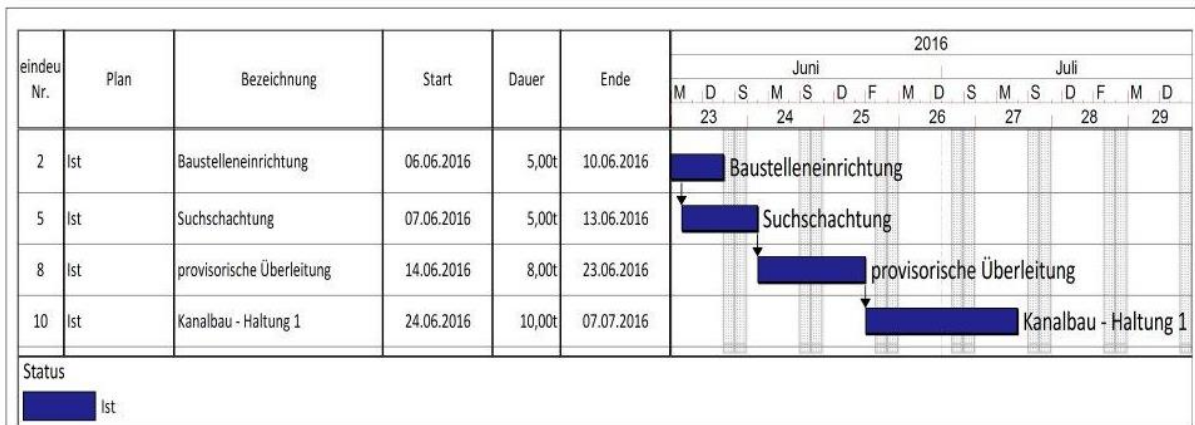 2016
Juni Juli
eindeu Nr. Plan Bezeichnung Start Dauer Ende
M D S M S D F M D S M S D F M D
23 24 25 26 27 28 29
2 Ist Baustelleneinrichtung 06.06.2016 5,00t 10.06.2016 Baustelleneinrichtung
5 Ist Suchschachtung 07.06.2016 5,00t 13.06.2016 Suchschachtung
8 Ist provisorische Überleitung 14.06.2016 8,00t 23.06.2016 provisorische Überleitung
10 Ist Kanalbau - Haltung 1 24.06.2016 10,00t 07.07.2016 Kanalbau - Haltung 1
Status
Ist